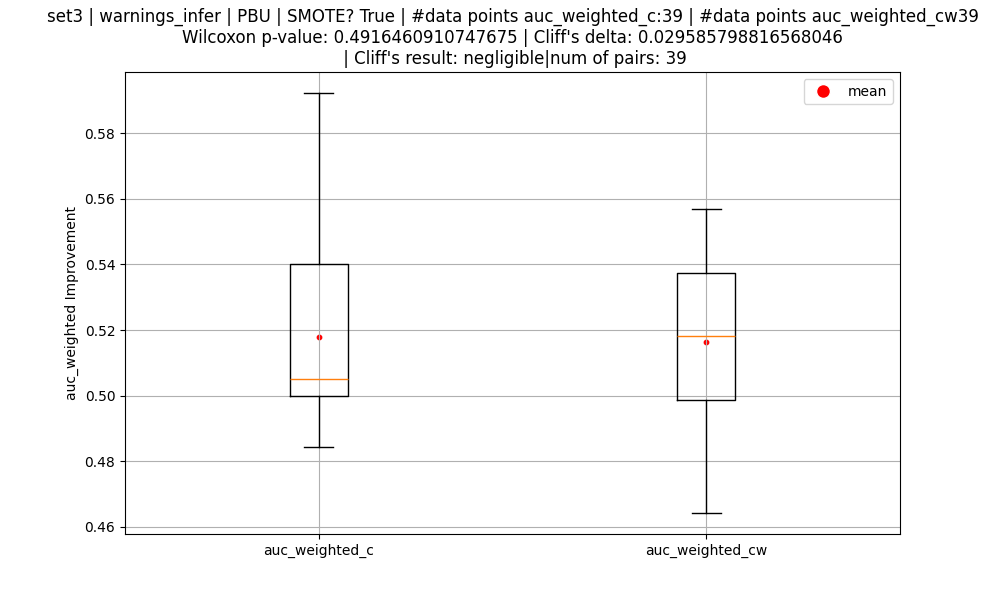 set3 | warnings_infer | PBU | SMOTE? True | #data points auc_weighted_c:39 | #data points auc_weighted_cw39
Wilcoxon p-value: 0.4916460910747675 | Cliff's delta: 0.029585798816568046
| Cliff's result: negligible|num of pairs: 39
mean
0.58
0.56
0.54
0.52
0.50
0.48
0.46
auc_weighted Improvement
auc_weighted_c
auc_weighted_cw